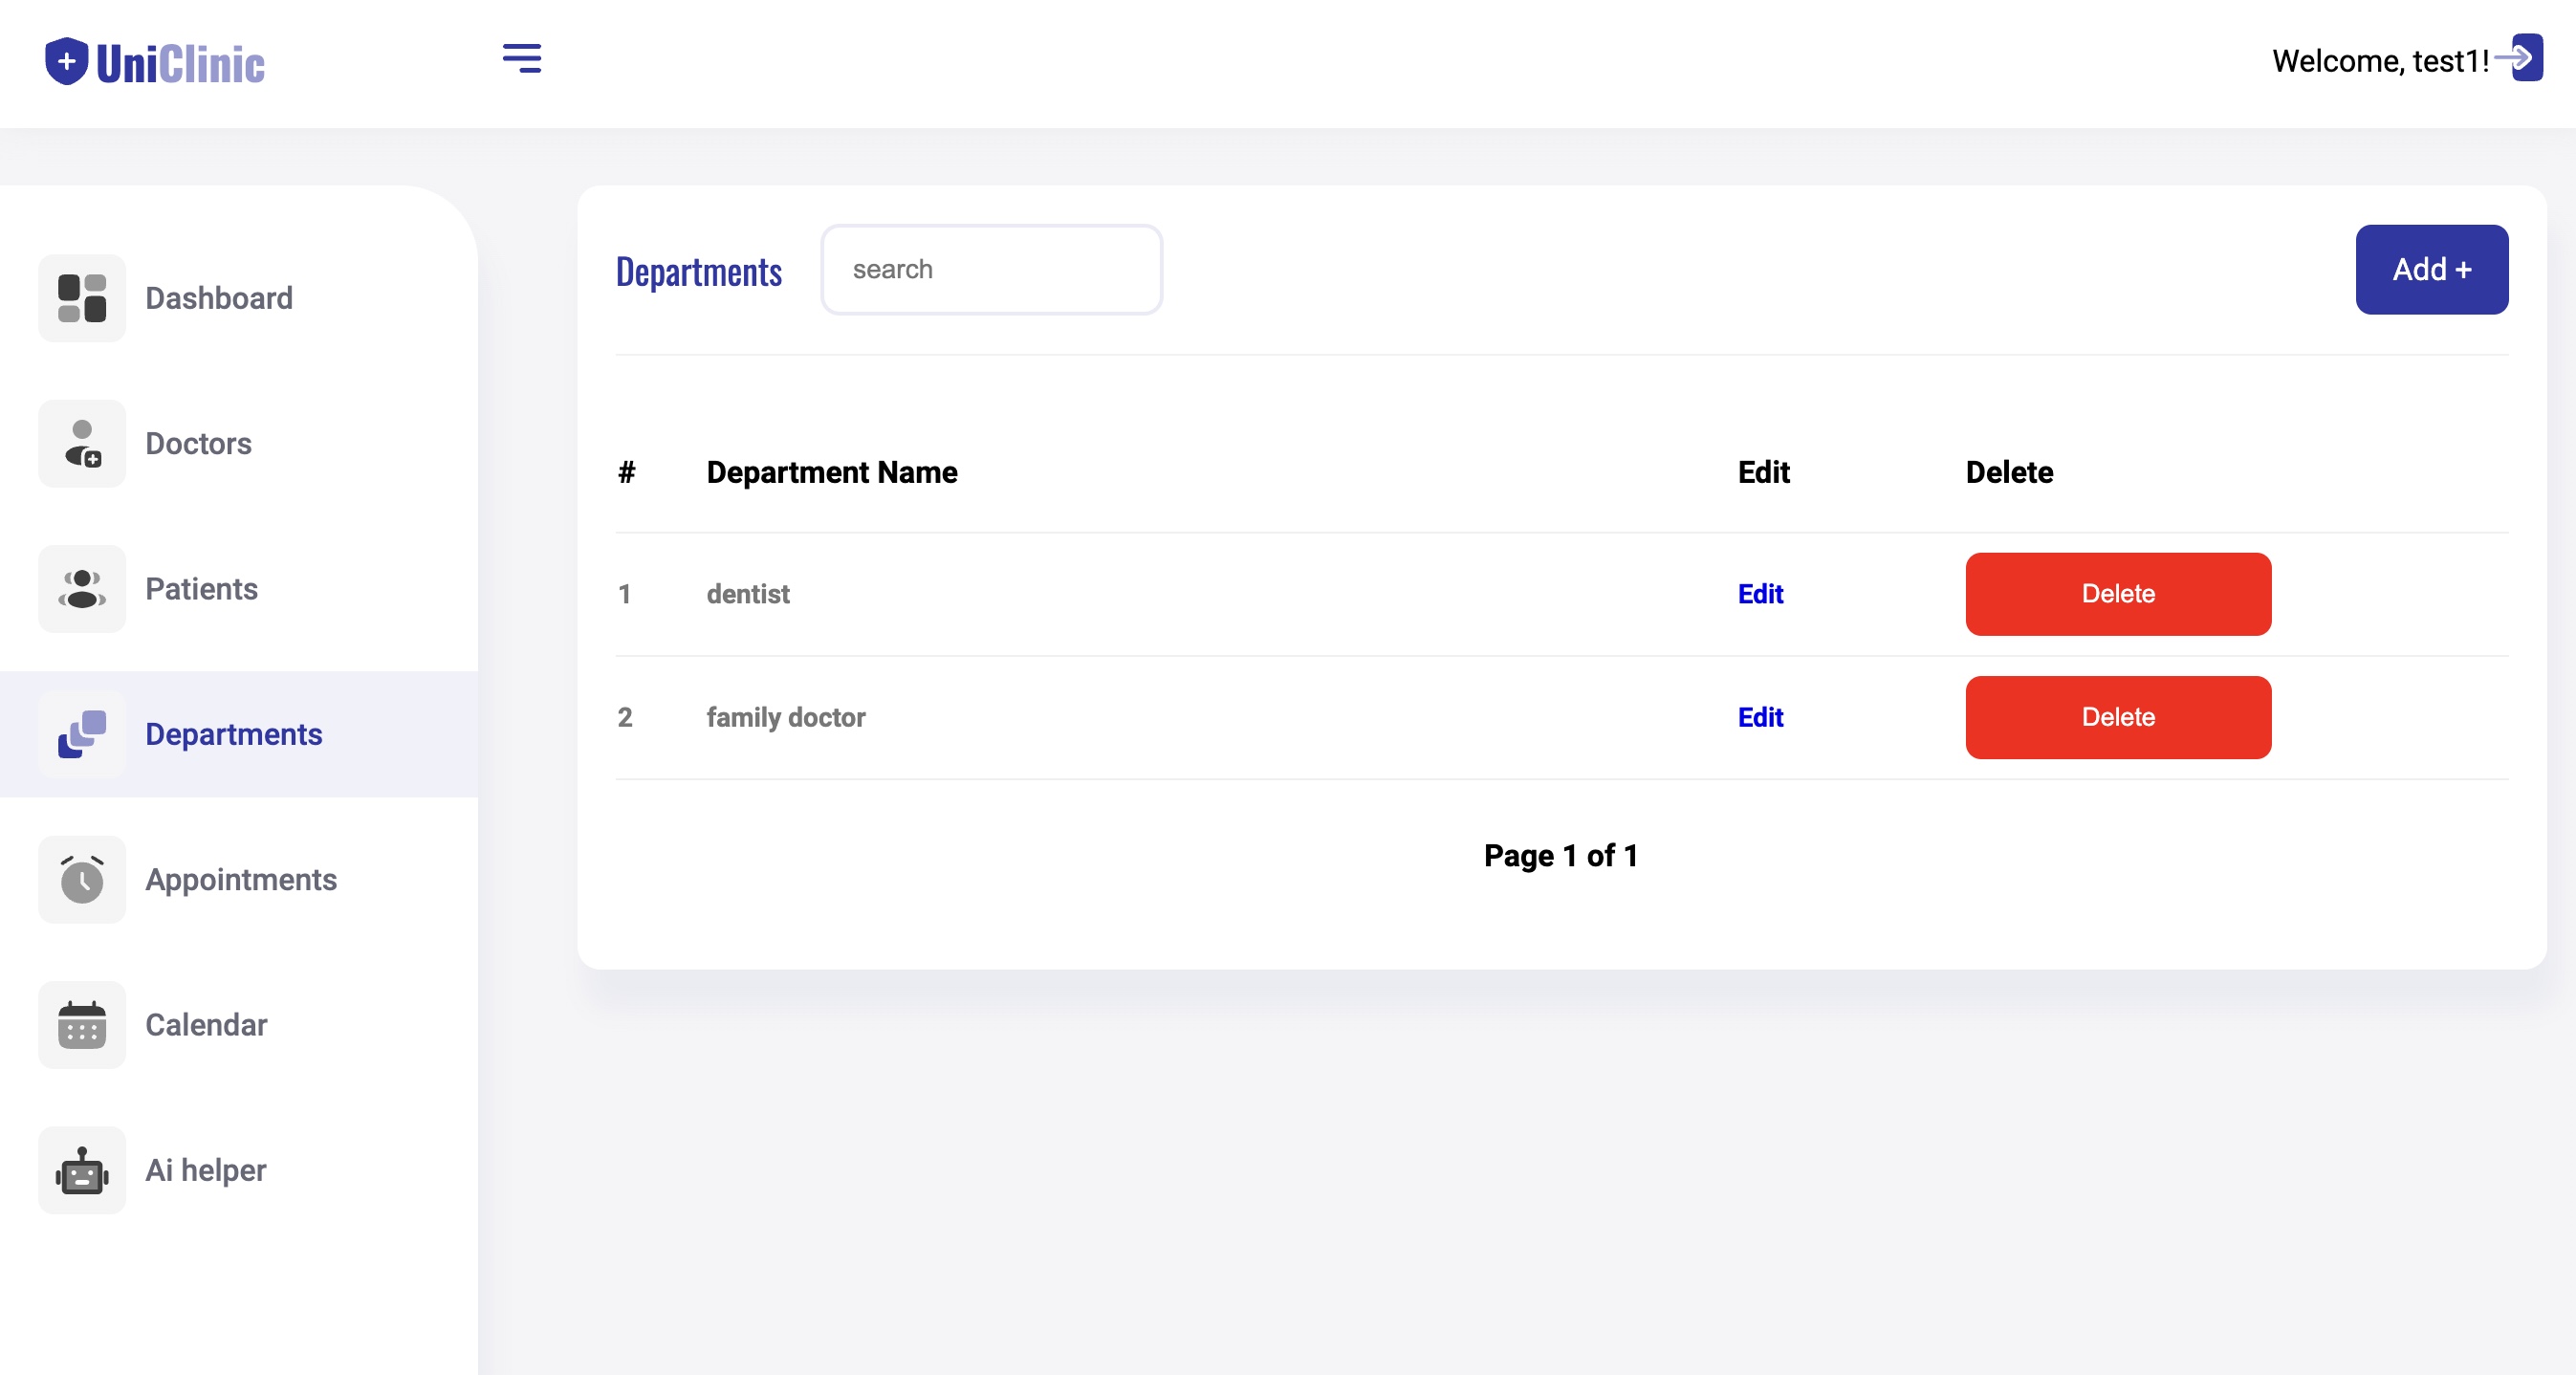 UniClinic
Welcome, test1!
Dashboard
Doctors
Patients
Departments
Appointments
Calendar
Ai helper
Departments
search
Add +
# Department Name Edit Delete
1 dentist Edit Delete
2 family doctor Edit Delete
Page 1 of 1